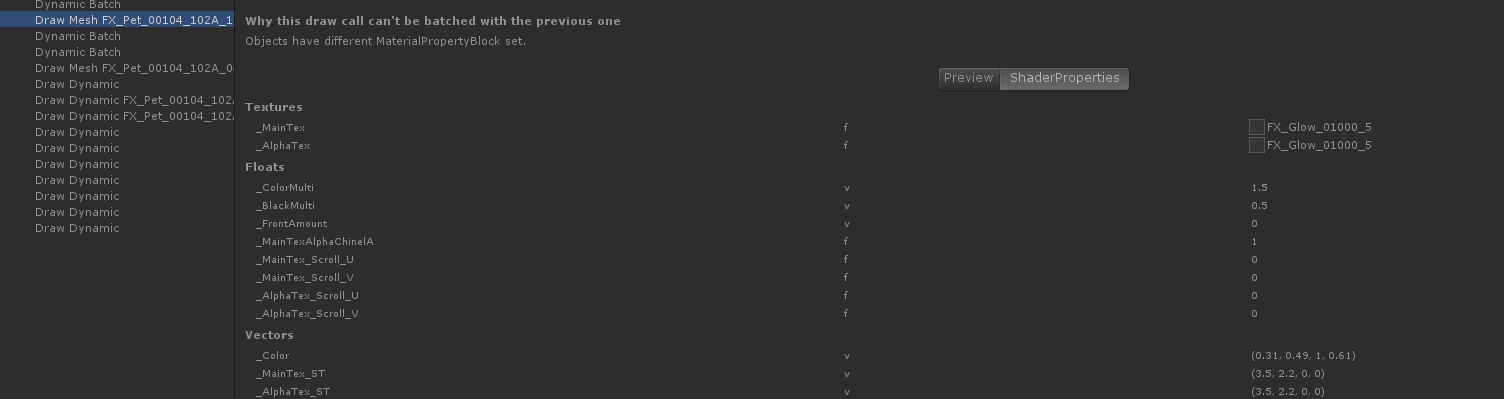 Dynamic Batch
Draw Mesh FX_Pet_00104_102A_1
Dynamic Batch
Dynamic Batch
Draw Mesh FX_Pet_00104_102A_0
Draw Dynamic
Draw Dynamic FX_Pet_00104_102A
Draw Dynamic FX_Pet_00104_102
Draw Dynamic
Draw Dynamic
Draw Dynamic
Draw Dynamic
Draw Dynamic
Draw Dynamic
Draw Dynamic
Why this draw call can't be batched with the previous one
Objects have different MaterialPropertyBlock set.
Preview ShaderProperties
Textures
_MainTex f FX_Glow_01000_5
_AlphaTex f FX_Glow_01000_5
Floats
_ColorMulti v 1.5
_BlackMulti v 0.5
_FrontAmount v 0
_MainTexAlphaChinelA f 1
_MainTex_Scroll_U f 0
_MainTex_Scroll_V f 0
_AlphaTex_Scroll_U f 0
_AlphaTex_Scroll_V f 0
Vectors
_Color v (0.31, 0.49, 1, 0.61)
_MainTex_ST v (3.5, 2.2, 0, 0)
_AlphaTex_ST v (3.5, 2.2, 0, 0)